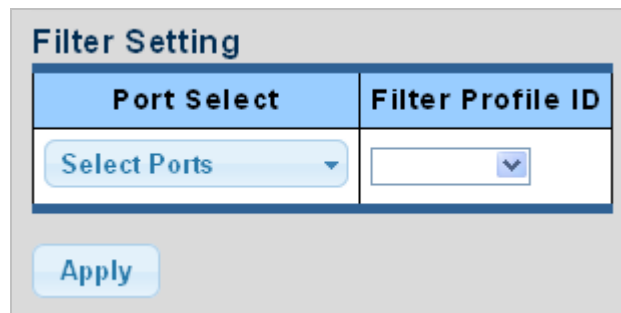 Filter Setting
Port Select Filter Profile ID
Select Ports
Apply